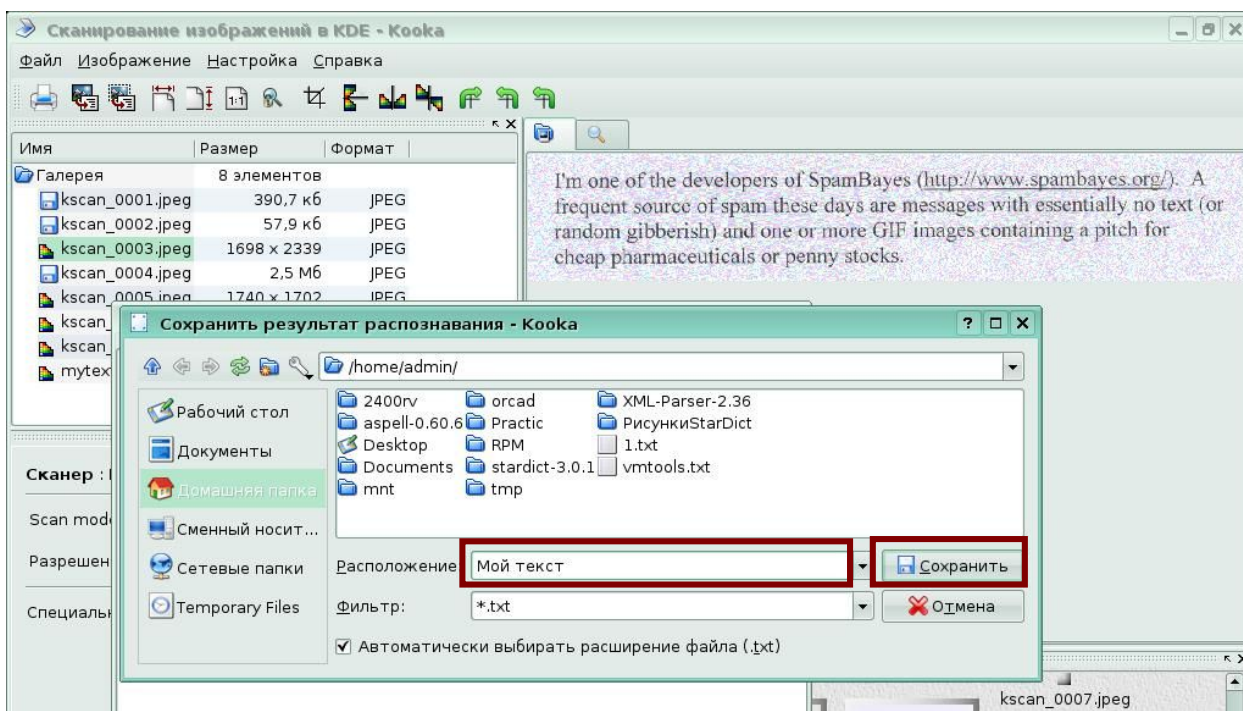 Сканирование изображений в KDE - Kooka
Файл Изображение Настройка Справка
1:1
Имя Размер Формат
Галерея 8 элементов
kscan_0001.jpeg 390,7 кб JPEG
kscan_0002.jpeg 57,9 кб JPEG
kscan_0003.jpeg 1698 x 2339 JPEG
kscan_0004.jpeg 2,5 Мб JPEG
kscan_0005.jpeg 1740 x 1702 JPEG
kscan_
kscan_
mytex
I'm one of the developers of SpamBayes (http://www.spambayes.org/). A
frequent source of spam these days are messages with essentially no text (or
random gibberish) and one or more GIF images containing a pitch for
cheap pharmaceuticals or penny stocks.
Сохранить результат распознавания - Kooka
/home/admin/
Рабочий стол
Документы
Домашняя папка
Сменный носит...
Сетевые папки
Temporary Files
2400rv orcad XML-Parser-2.36
aspell-0.60.6 Practic РисункиStarDict
Desktop RPM 1.txt
Documents stardict-3.0.1 vmtools.txt
mnt tmp
Расположение Мой текст Сохранить
Фильтр: *.txt Отмена
Автоматически выбирать расширение файла (.txt)
Сканер :
Scan mod
Разрешен
Специаль
kscan_0007.jpeg